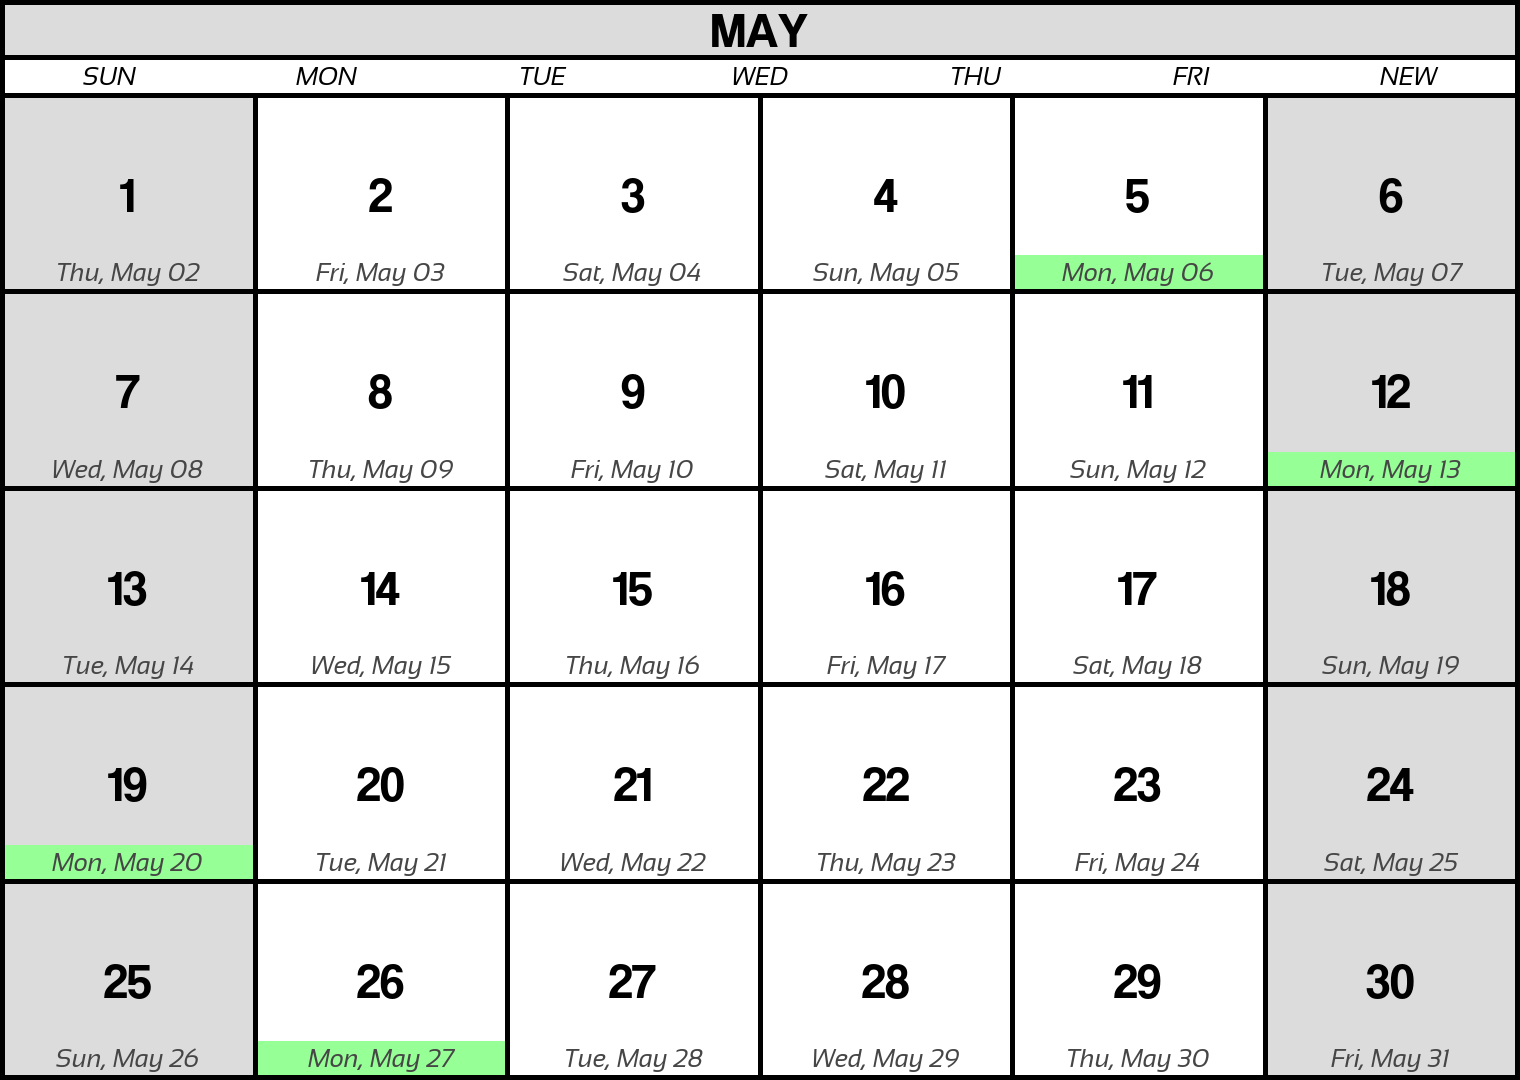 MAY
SUN MON TUE WED THU FRI NEW
1 2 3 4 5 6
Thu, May 02 Fri, May 03 Sat, May 04 Sun, May 05 Mon, May 06 Tue, May 07
7 8 9 10 11 12
Wed, May 08 Thu, May 09 Fri, May 10 Sat, May 11 Sun, May 12 Mon, May 13
13 14 15 16 17 18
Tue, May 14 Wed, May 15 Thu, May 16 Fri, May 17 Sat, May 18 Sun, May 19
19 20 21 22 23 24
Mon, May 20 Tue, May 21 Wed, May 22 Thu, May 23 Fri, May 24 Sat, May 25
25 26 27 28 29 30
Sun, May 26 Mon, May 27 Tue, May 28 Wed, May 29 Thu, May 30 Fri, May 31